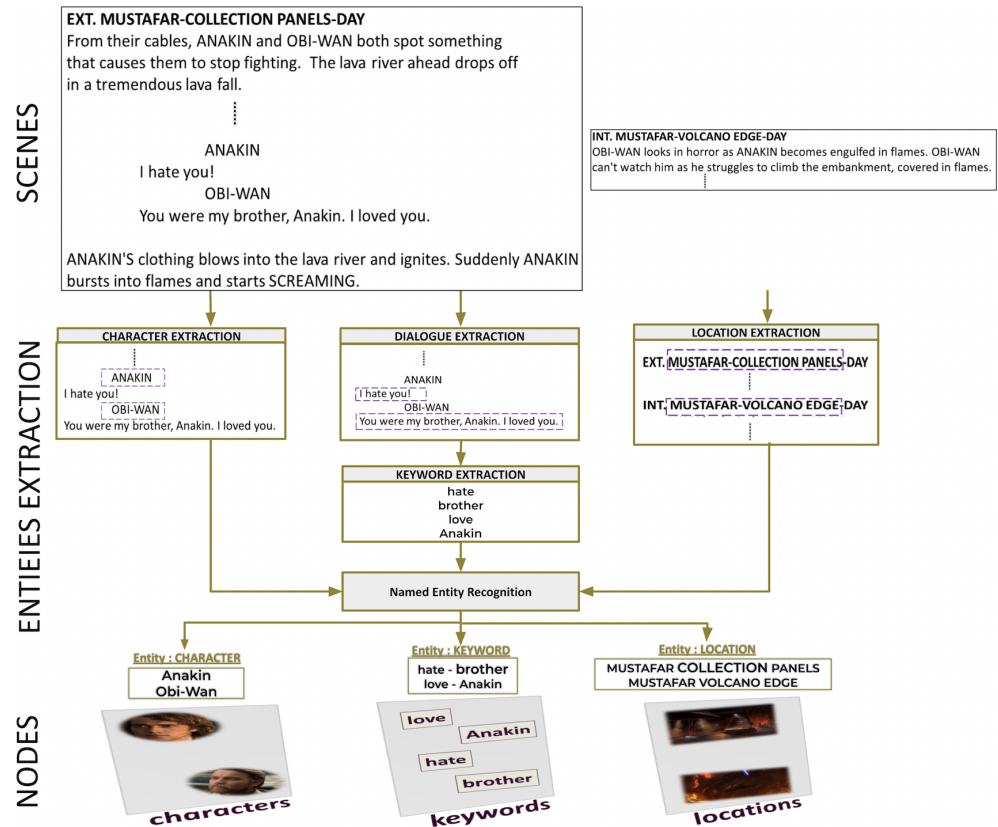 SCENES
EXT. MUSTAFAR-COLLECTION PANELS-DAY
From their cables, ANAKIN and OBI-WAN both spot something
that causes them to stop fighting. The lava river ahead drops off
in a tremendous lava fall.
ANAKIN
I hate you!
OBI-WAN
You were my brother, Anakin. I loved you.
ANAKIN'S clothing blows into the lava river and ignites. Suddenly ANAKIN
bursts into flames and starts SCREAMING.
INT. MUSTAFAR-VOLCANO EDGE-DAY
OBI-WAN looks in horror as ANAKIN becomes engulfed in flames. OBI-WAN
can't watch him as he struggles to climb the embankment, covered in flames.
ENTIEIES EXTRACTION
CHARACTER EXTRACTION
ANAKIN
I hate you!
OBI-WAN
You were my brother, Anakin. I loved you.
DIALOGUE EXTRACTION
ANAKIN
I hate you!
OBI-WAN
You were my brother, Anakin. I loved you.
LOCATION EXTRACTION
EXT. MUSTAFAR-COLLECTION PANELS-DAY
INT. MUSTAFAR-VOLCANO EDGE-DAY
KEYWORD EXTRACTION
hate
brother
love
Anakin
Named Entity Recognition
Entity : CHARACTER
Anakin
Obi-Wan
Entity : KEYWORD
hate - brother
love - Anakin
Entity : LOCATION
MUSTAFAR COLLECTION PANELS
MUSTAFAR VOLCANO EDGE
NODES
characters
love
Anakin
hate
brother
keywords
locations